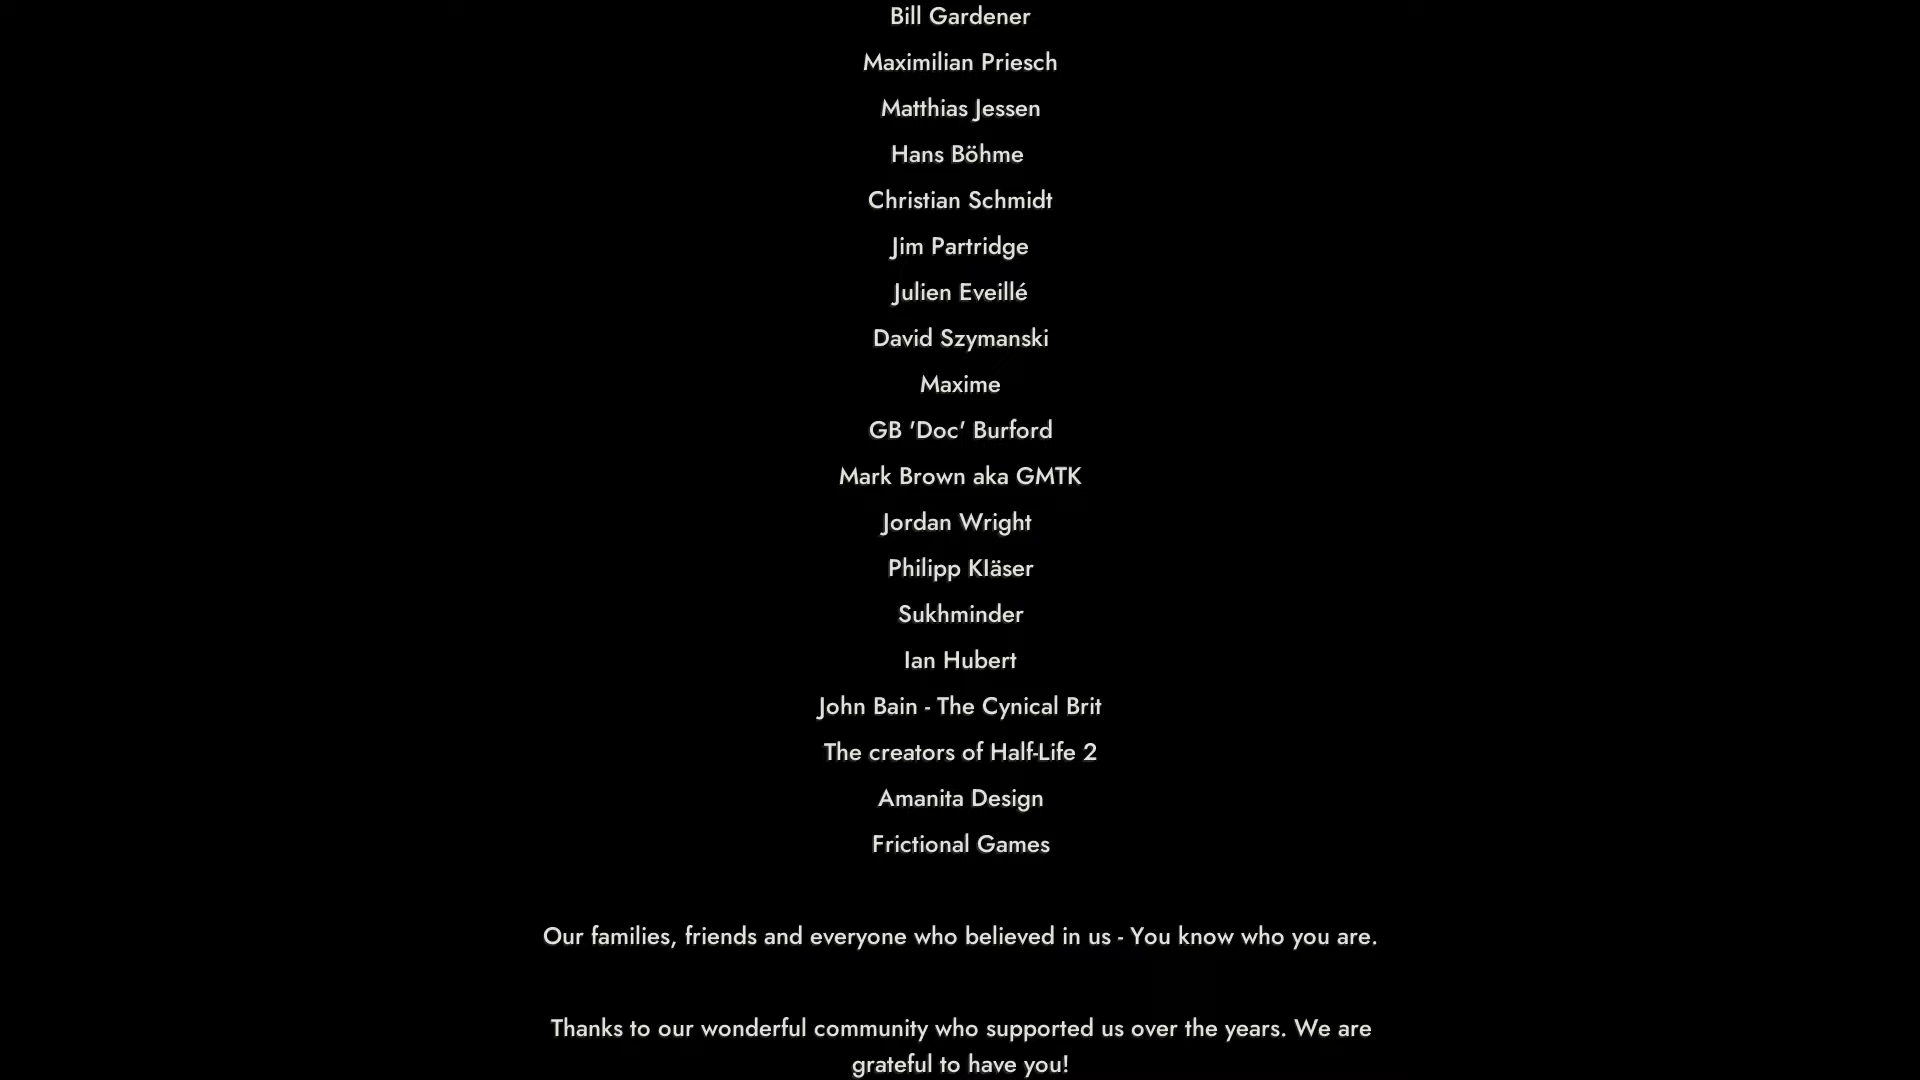 Bill Gardener
Maximilian Priesch
Matthias Jessen
Hans Böhme
Christian Schmidt
Jim Partridge
Julien Eveillé
David Szymanski
Maxime
GB 'Doc' Burford
Mark Brown aka GMTK
Jordan Wright
Philipp Kläser
Sukhminder
Ian Hubert
John Bain - The Cynical Brit
The creators of Half-Life 2
Amanita Design
Frictional Games
Our families, friends and everyone who believed in us - You know who you are.
Thanks to our wonderful community who supported us over the years. We are
grateful to have you!